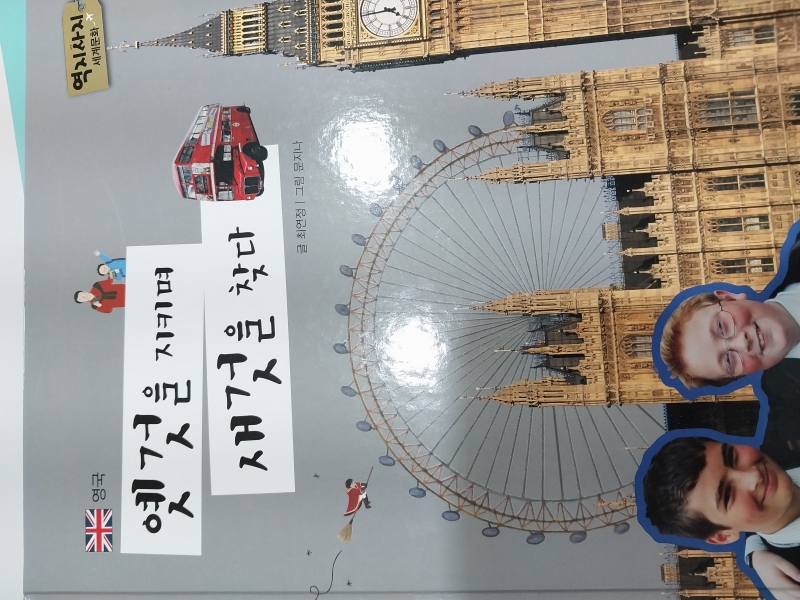 역지사지
세계문화
영국
옛것을 지키며
새것을 찾다
글 최연정 | 그림 문지나